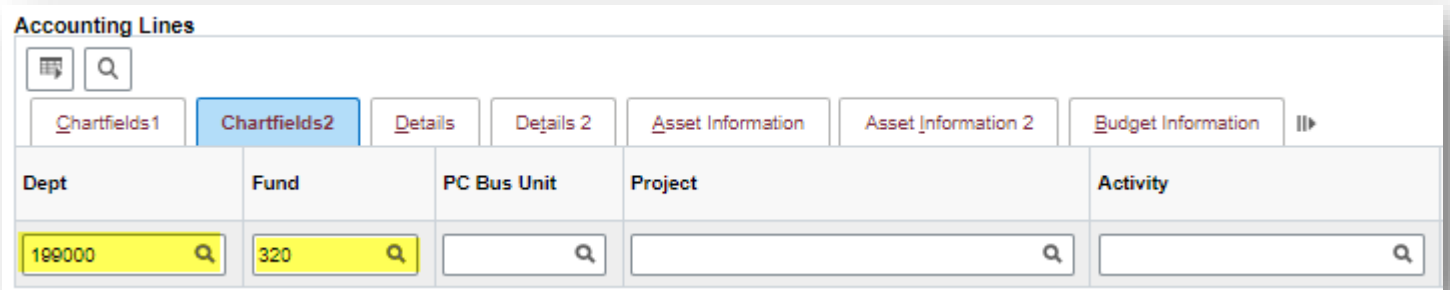 Accounting Lines
Chartfields1 Chartfields2 Details Details 2 Asset Information Asset Information 2 Budget Information
Dept Fund PC Bus Unit Project Activity
199000 320